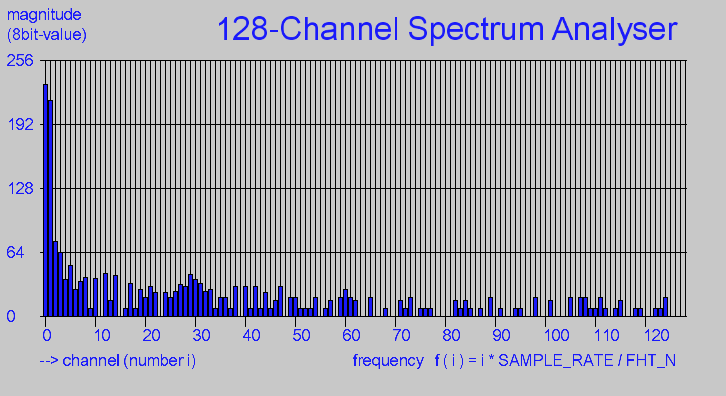 magnitude
(8bit-value)
128-Channel Spectrum Analyser
256
192
128
64
0
0 10 20 30 40 50 60 70 80 90 100 110 120
--> channel (number i)
frequency f ( i ) = i * SAMPLE_RATE / FHT_N